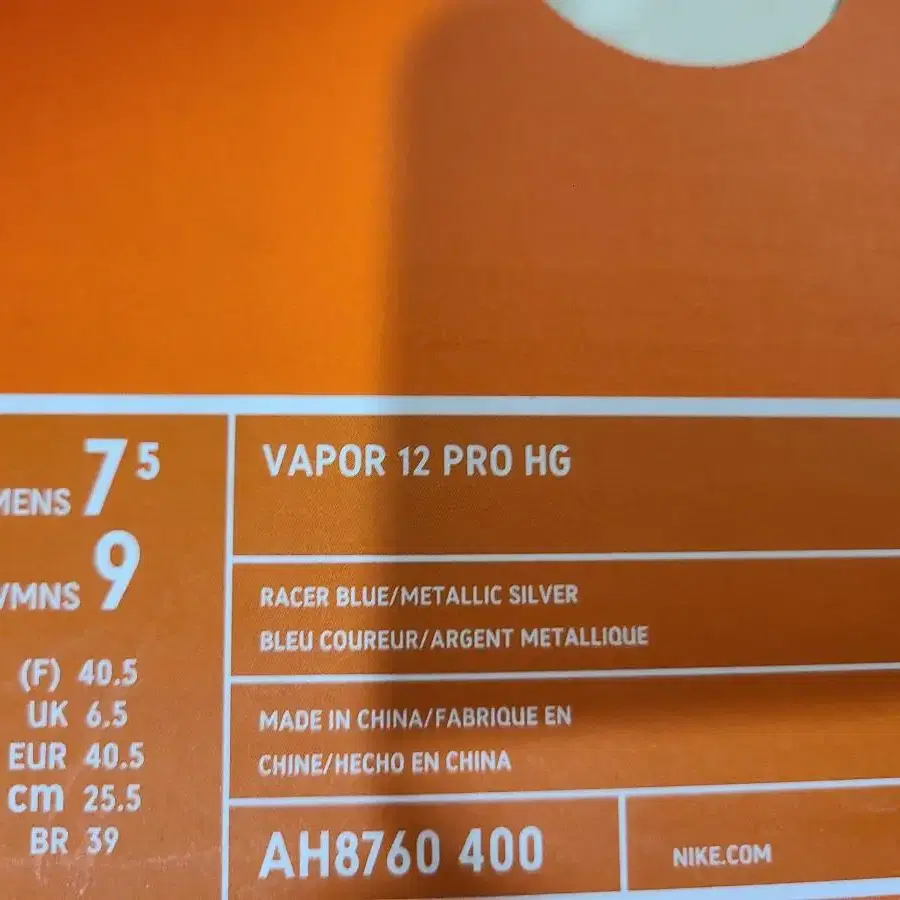 MENS 7 5
WMNS 9
(F) 40.5
UK 6.5
EUR 40.5
cm 25.5
BR 39
VAPOR 12 PRO HG
RACER BLUE/METALLIC SILVER
BLEU COUREUR/ARGENT METALLIQUE
MADE IN CHINA/FABRIQUE EN
CHINE/HECHO EN CHINA
AH8760 400
NIKE.COM